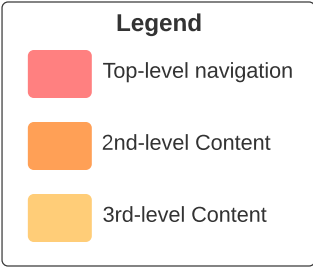 Legend
Top-level navigation
2nd-level Content
3rd-level Content